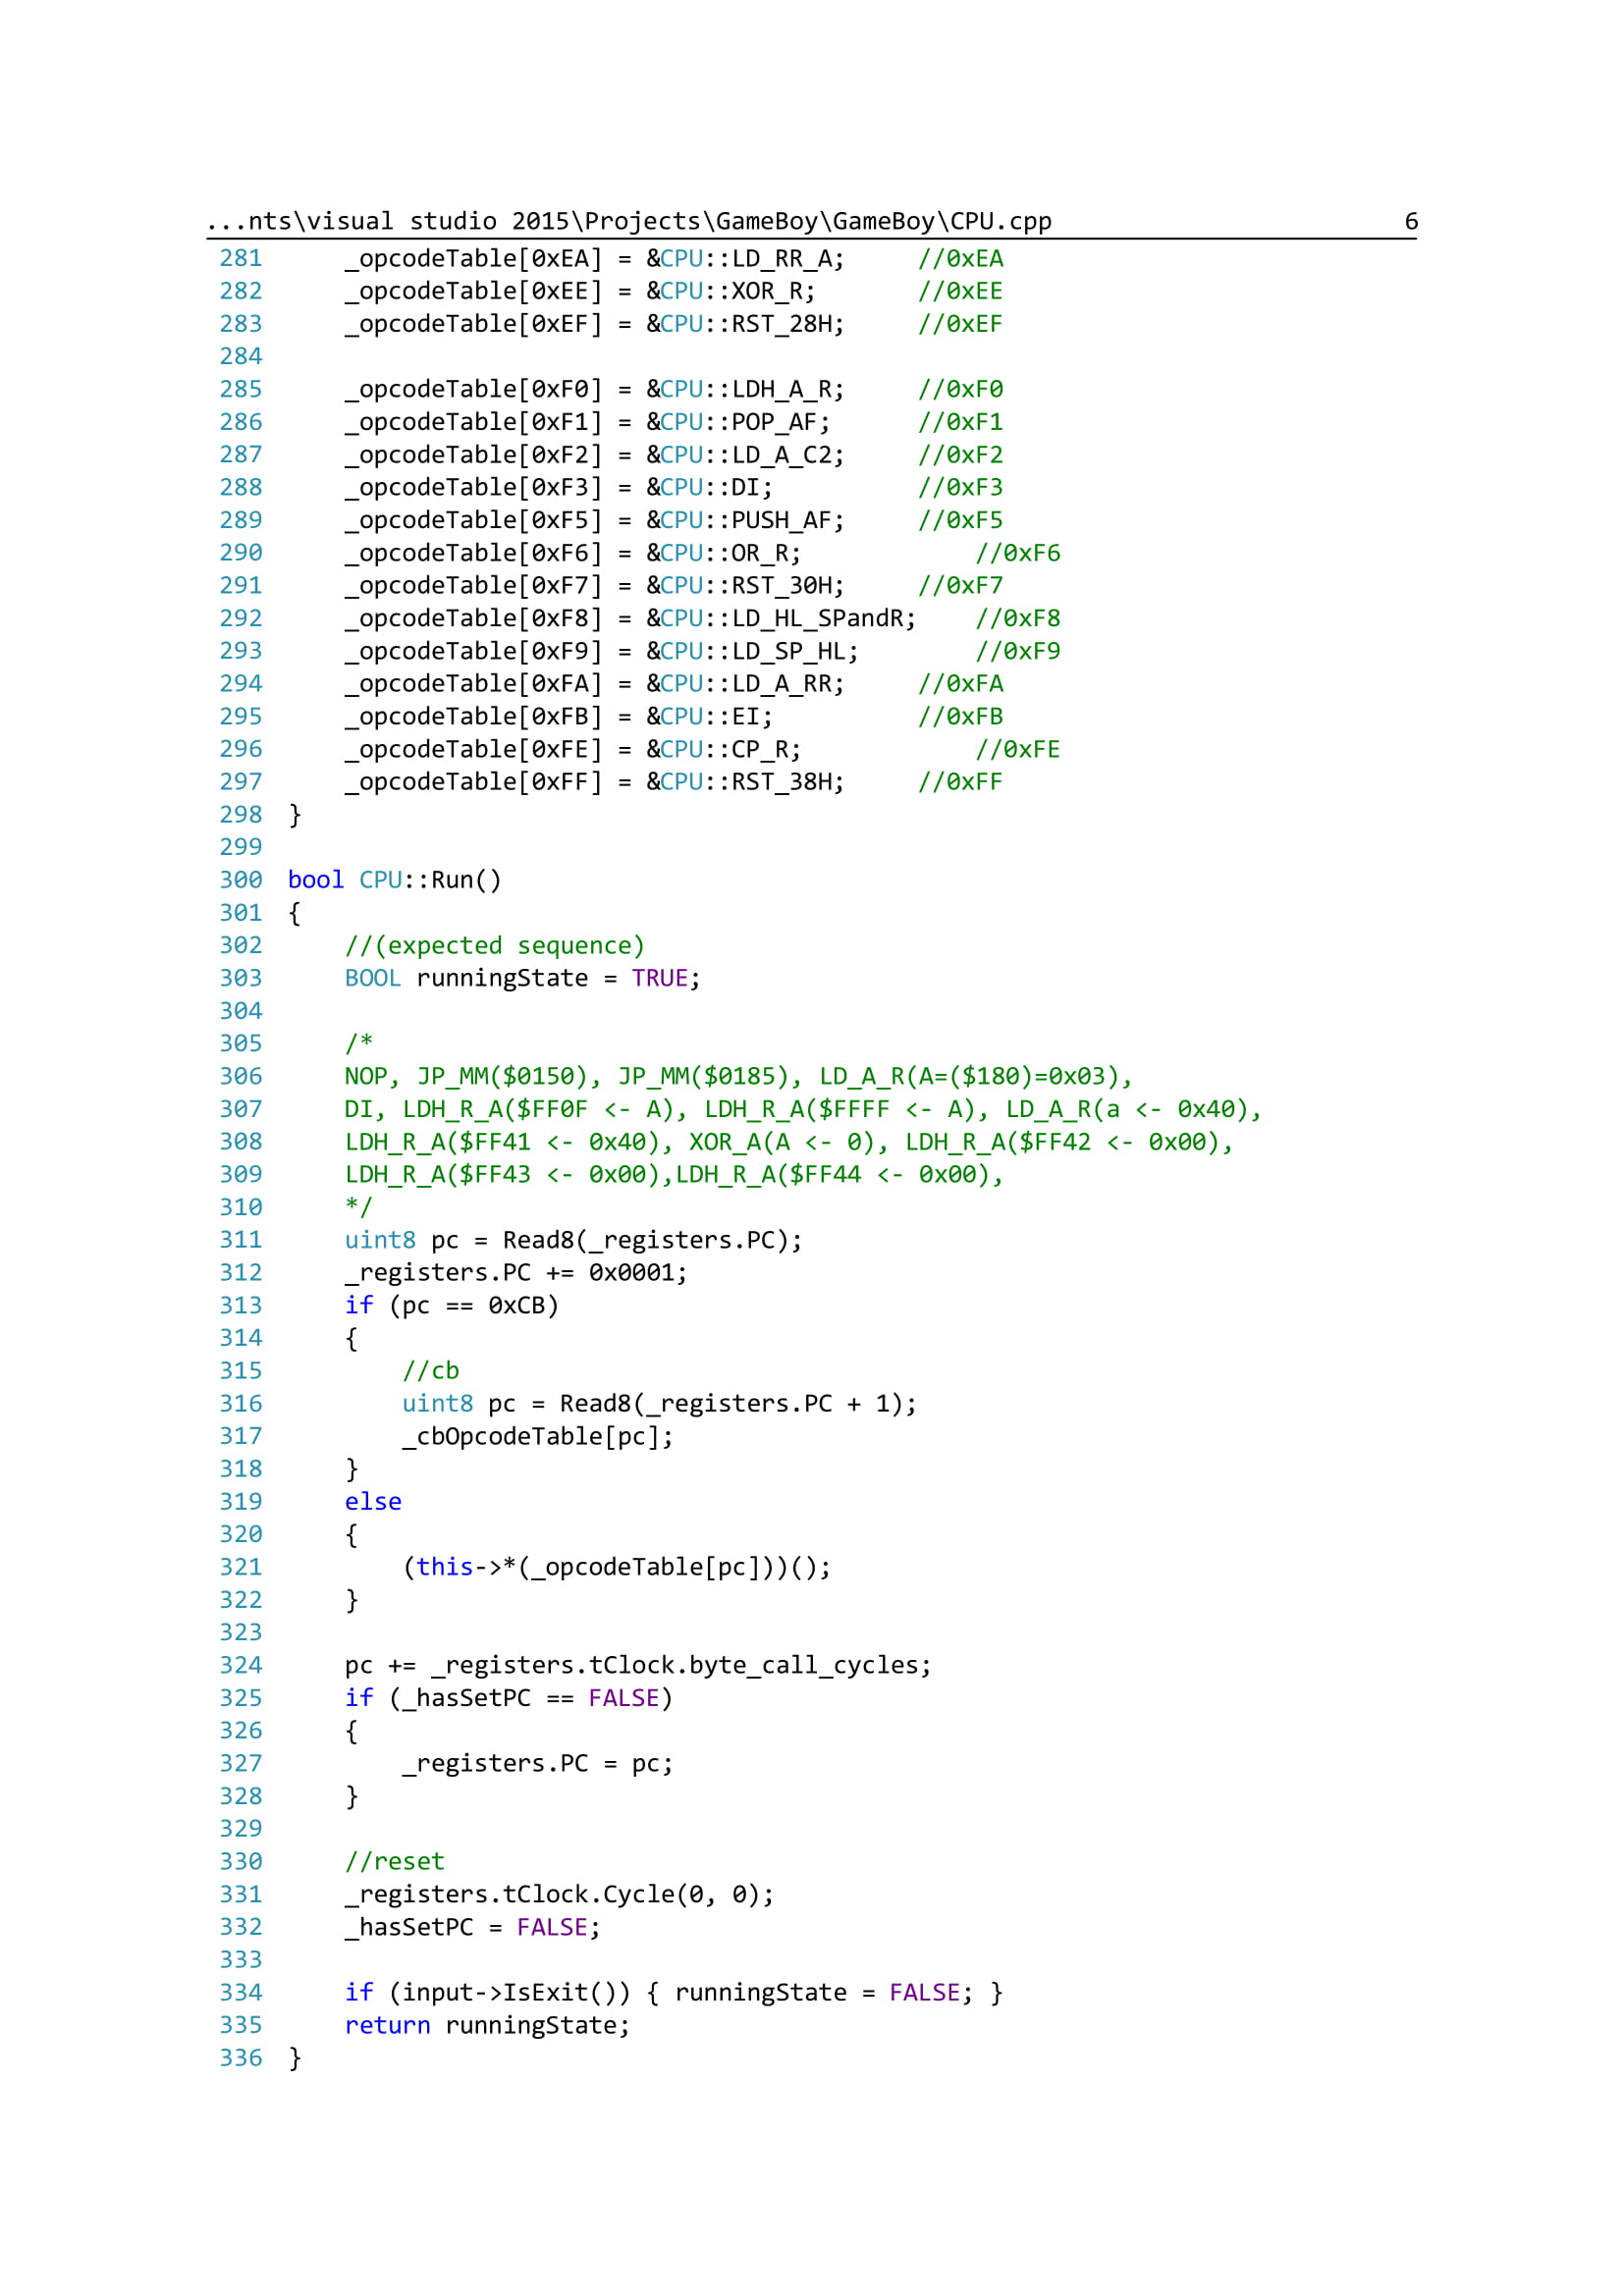 ...nts\visual studio 2015\Projects\GameBoy\GameBoy\CPU.cpp 6
281 _opcodeTable[0xEA] = &CPU::LD_RR_A; //0xEA
282 _opcodeTable[0xEE] = &CPU::XOR_R; //0xEE
283 _opcodeTable[0xEF] = &CPU::RST_28H; //0xEF
284
285 _opcodeTable[0xF0] = &CPU::LDH_A_R; //0xF0
286 _opcodeTable[0xF1] = &CPU::POP_AF; //0xF1
287 _opcodeTable[0xF2] = &CPU::LD_A_C2; //0xF2
288 _opcodeTable[0xF3] = &CPU::DI; //0xF3
289 _opcodeTable[0xF5] = &CPU::PUSH_AF; //0xF5
290 _opcodeTable[0xF6] = &CPU::OR_R; //0xF6
291 _opcodeTable[0xF7] = &CPU::RST_30H; //0xF7
292 _opcodeTable[0xF8] = &CPU::LD_HL_SPandR; //0xF8
293 _opcodeTable[0xF9] = &CPU::LD_SP_HL; //0xF9
294 _opcodeTable[0xFA] = &CPU::LD_A_RR; //0xFA
295 _opcodeTable[0xFB] = &CPU::EI; //0xFB
296 _opcodeTable[0xFE] = &CPU::CP_R; //0xFE
297 _opcodeTable[0xFF] = &CPU::RST_38H; //0xFF
298 }
299
300 bool CPU::Run()
301 {
302 //(expected sequence)
303 BOOL runningState = TRUE;
304
305 /*
306 NOP, JP_MM($0150), JP_MM($0185), LD_A_R(A=($180)=0x03),
307 DI, LDH_R_A($FF0F <- A), LDH_R_A($FFFF <- A), LD_A_R(a <- 0x40),
308 LDH_R_A($FF41 <- 0x40), XOR_A(A <- 0), LDH_R_A($FF42 <- 0x00),
309 LDH_R_A($FF43 <- 0x00),LDH_R_A($FF44 <- 0x00),
310 */
311 uint8 pc = Read8(_registers.PC);
312 _registers.PC += 0x0001;
313 if (pc == 0xCB)
314 {
315 //cb
316 uint8 pc = Read8(_registers.PC + 1);
317 _cbOpcodeTable[pc];
318 }
319 else
320 {
321 (this->*(_opcodeTable[pc]))();
322 }
323
324 pc += _registers.tClock.byte_call_cycles;
325 if (_hasSetPC == FALSE)
326 {
327 _registers.PC = pc;
328 }
329
330 //reset
331 _registers.tClock.Cycle(0, 0);
332 _hasSetPC = FALSE;
333
334 if (input->IsExit()) { runningState = FALSE; }
335 return runningState;
336 }